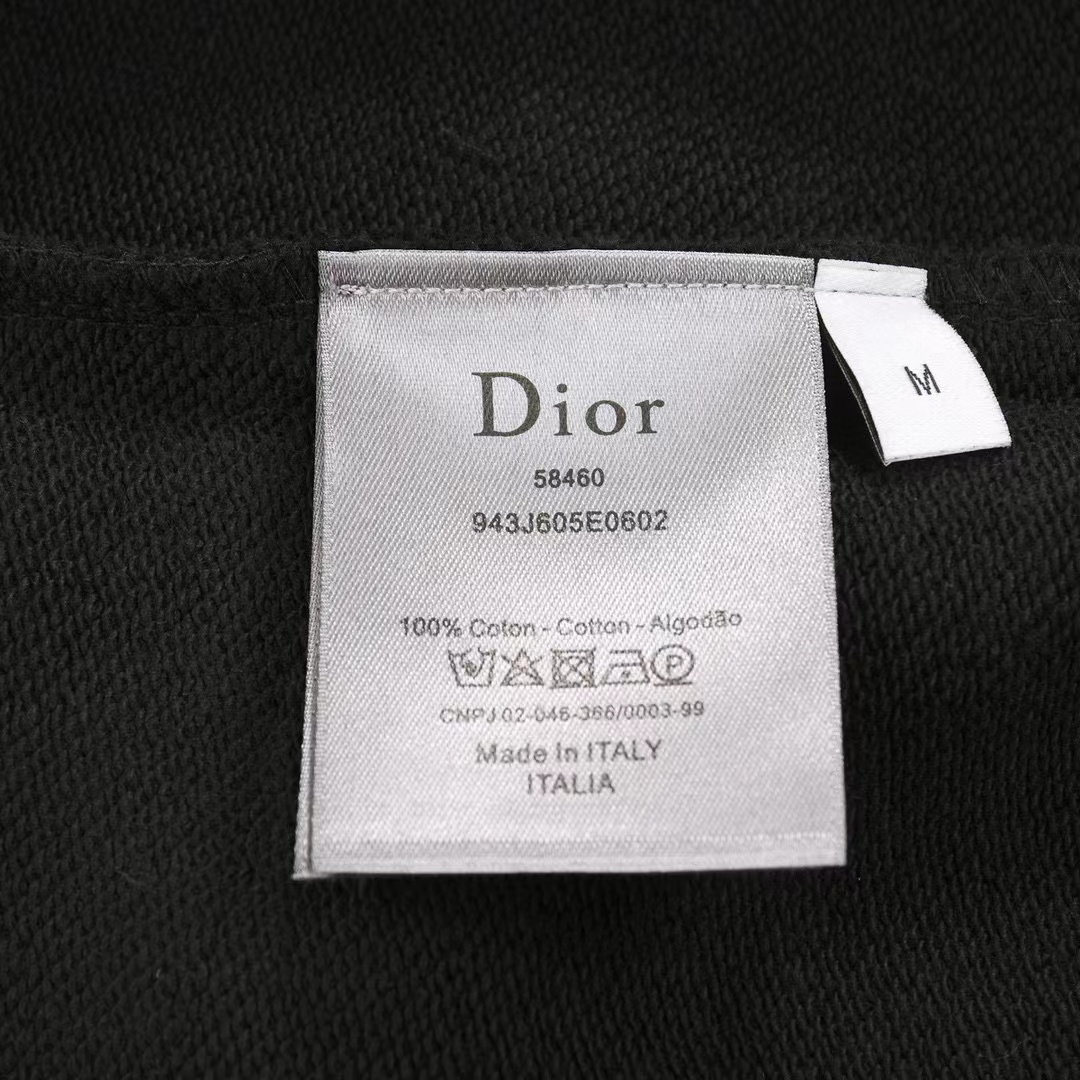 Dior
58460
943J605E0602
100% Coton - Cotton - Algodão
P
CNPJ 02-046-366/0003-99
Made In ITALY
ITALIA
M